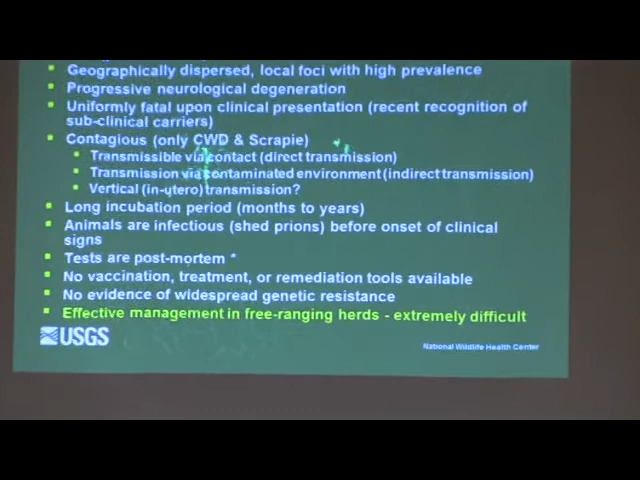 Geographically dispersed, local foci with high prevalence
Progressive neurological degeneration
Uniformly fatal upon clinical presentation (recent recognition of
sub-clinical carriers)
Contagious (only CWD & Scrapie)
Transmissible via contact (direct transmission)
Transmission via contaminated environment (indirect transmission)
Vertical (in-utero) transmission?
Long incubation period (months to years)
Animals are infectious (shed prions) before onset of clinical
signs
Tests are post-mortem *
No vaccination, treatment, or remediation tools available
No evidence of widespread genetic resistance
Effective management in free-ranging herds - extremely difficult
USGS
National Wildlife Health Center